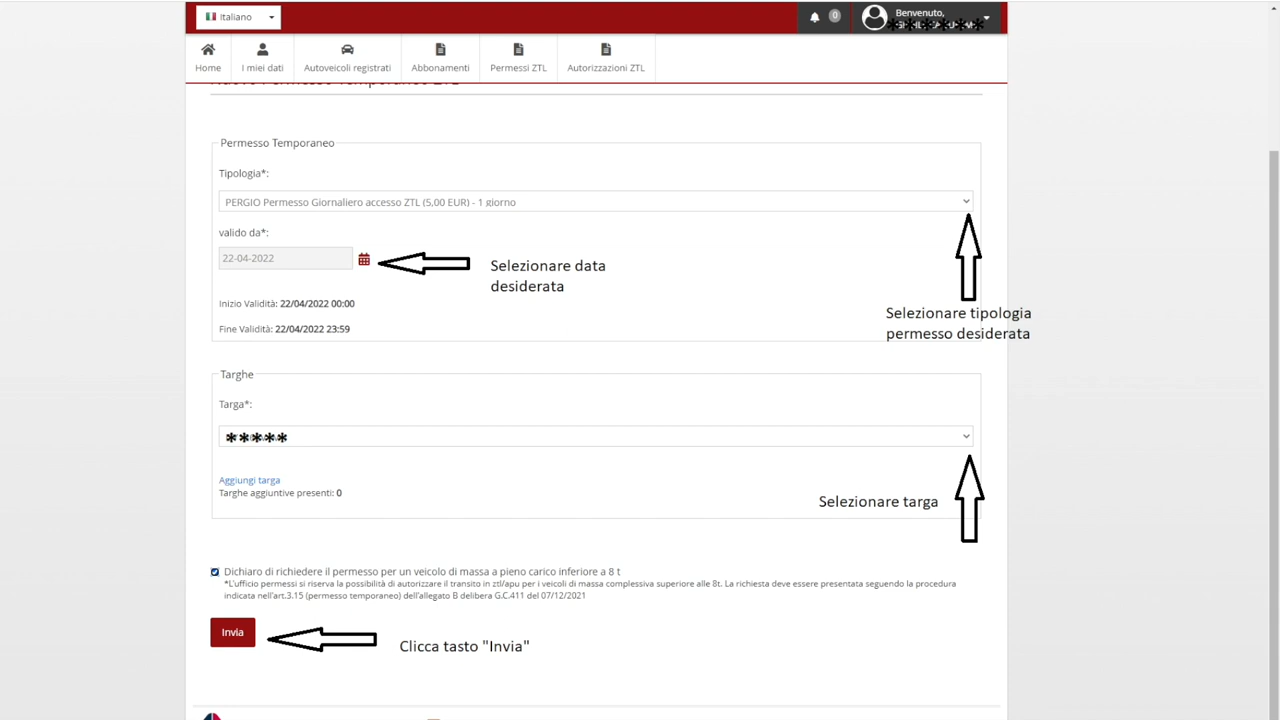 Italiano
0
Benvenuto,
Home
I miei dati
Autoveicoli registrati
Abbonamenti
Permessi ZTL
Autorizzazioni ZTL
Nuovo Permesso Temporaneo ZTL
Permesso Temporaneo
Tipologia*:
PERGIO Permesso Giornaliero accesso ZTL (5,00 EUR) - 1 giorno
valido da*:
22-04-2022
Selezionare data
desiderata
Inizio Validità: 22/04/2022 00:00
Fine Validità: 22/04/2022 23:59
Selezionare tipologia
permesso desiderata
Targhe
Targa*:
*****
Aggiungi targa
Targhe aggiuntive presenti: 0
Selezionare targa
Dichiaro di richiedere il permesso per un veicolo di massa a pieno carico inferiore a 8 t
*L'ufficio permessi si riserva la possibilità di autorizzare il transito in ztl/apu per i veicoli di massa complessiva superiore alle 8t. La richiesta deve essere presentata seguendo la procedura
indicata nell'art.3.15 (permesso temporaneo) dell'allegato B delibera G.C.411 del 07/12/2021
Invia
Clicca tasto "Invia"